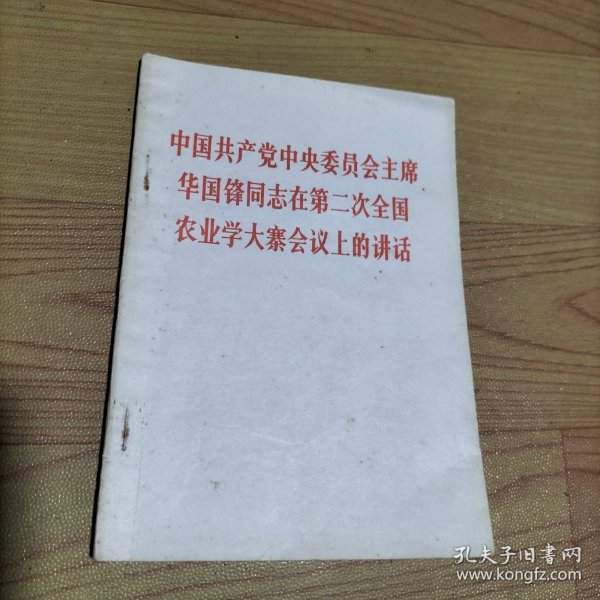 中国共产党中央委员会主席
华国锋同志在第二次全国
农业学大寨会议上的讲话
孔夫子旧书网
www.kongfz.com